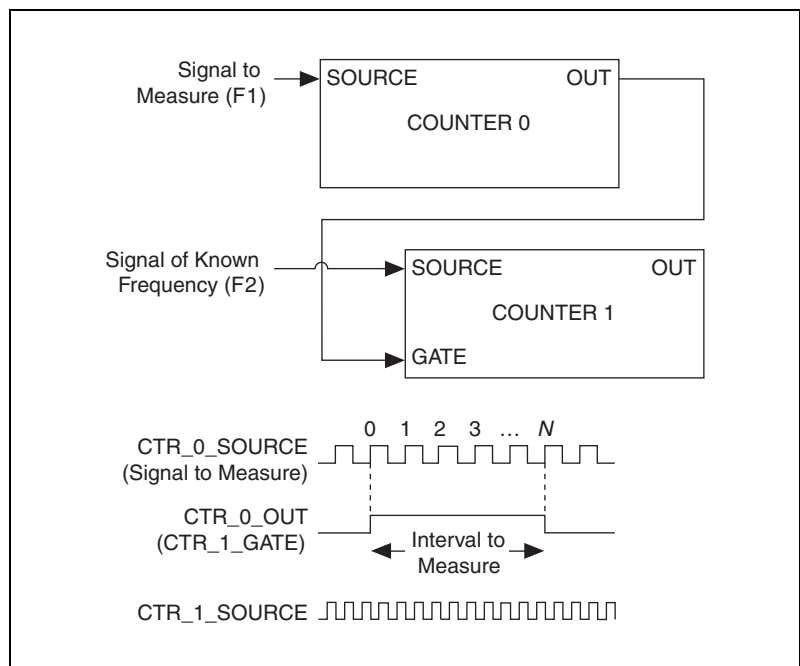 Signal to
Measure (F1)
SOURCE OUT
COUNTER 0
Signal of Known
Frequency (F2)
SOURCE OUT
COUNTER 1
GATE
0 1 2 3 … N
CTR_0_SOURCE
(Signal to Measure)
CTR_0_OUT
(CTR_1_GATE)
Interval to
Measure
CTR_1_SOURCE